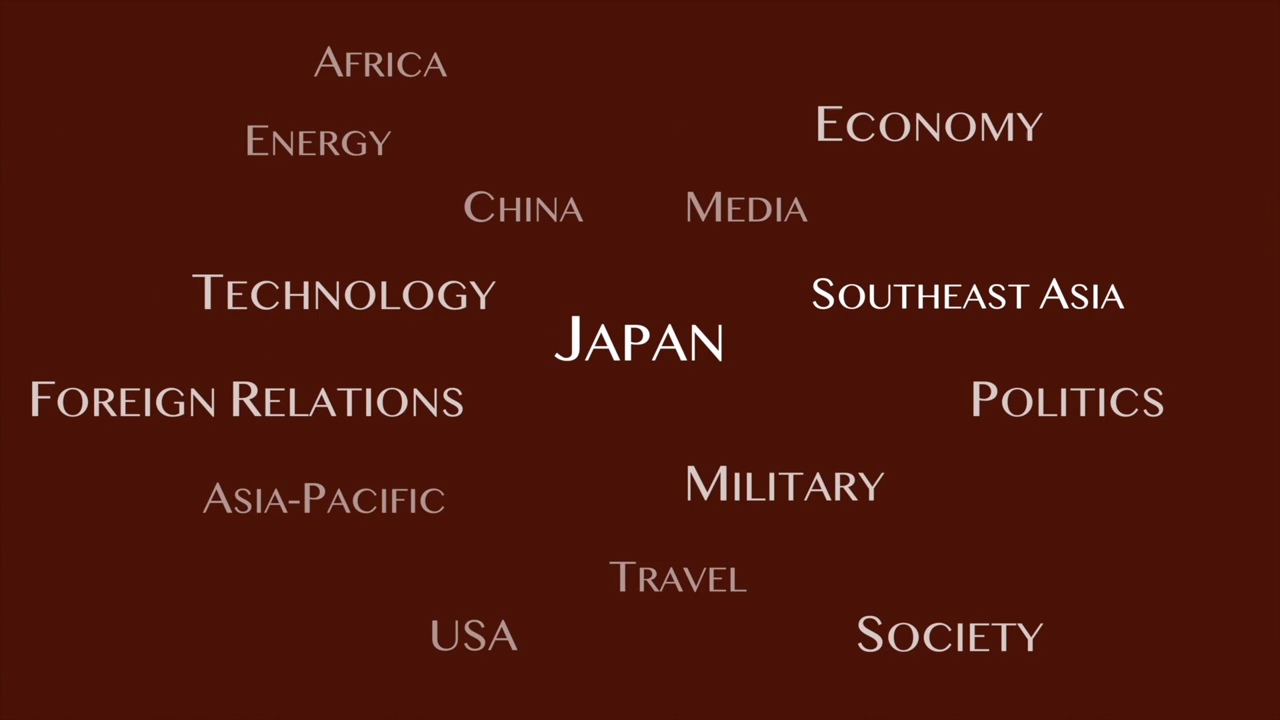 Africa
Economy
Energy
China
Media
Technology
Southeast Asia
Japan
Foreign Relations
Politics
Military
Asia-Pacific
Travel
USA
Society